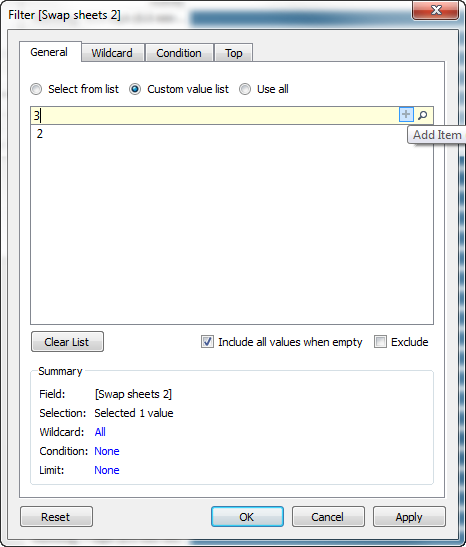 Filter [Swap sheets 2]
General Wildcard Condition Top
Select from list Custom value list Use all
3
Add Item
2
Clear List Include all values when empty Exclude
Summary
Field: [Swap sheets 2]
Selection: Selected 1 value
Wildcard: All
Condition: None
Limit: None
Reset OK Cancel Apply